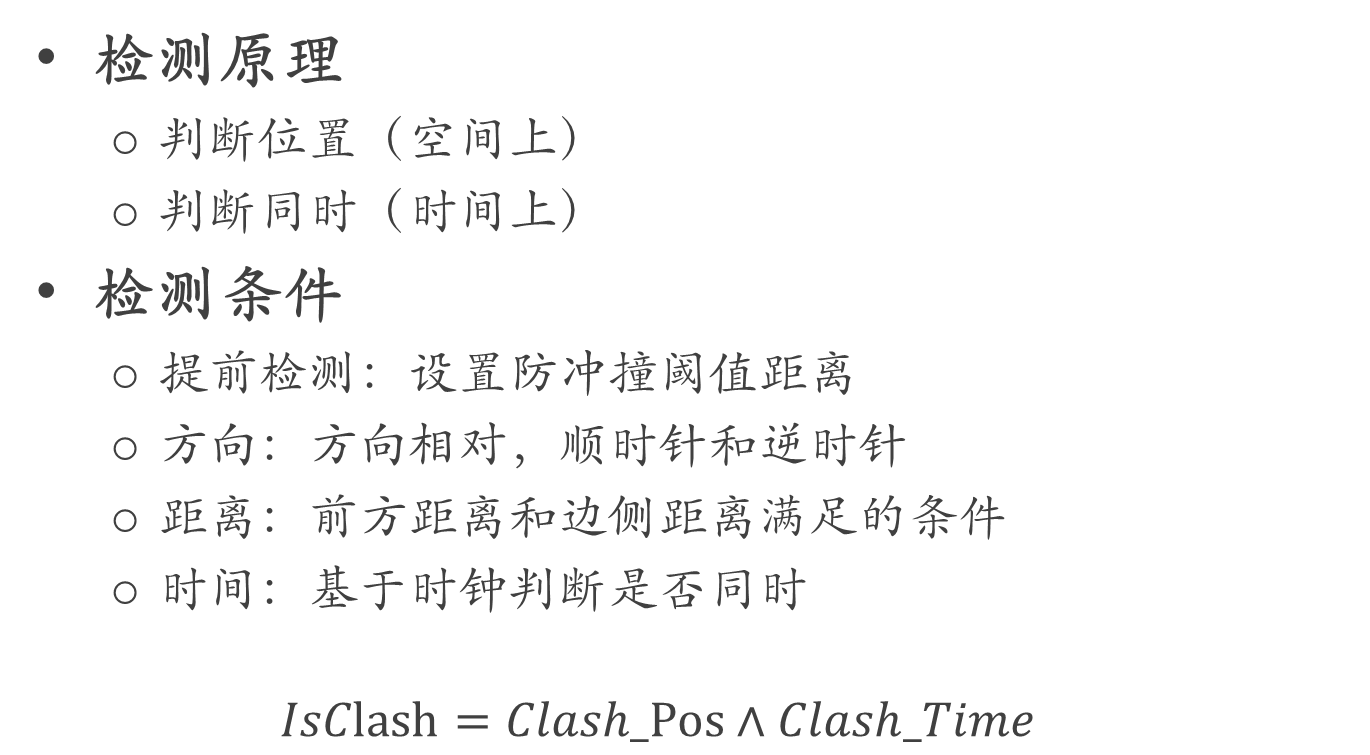 • 检测原理
○ 判断位置（空间上）
○ 判断同时（时间上）
• 检测条件
○ 提前检测：设置防冲撞阈值距离
○ 方向：方向相对，顺时针和逆时针
○ 距离：前方距离和边侧距离满足的条件
○ 时间：基于时钟判断是否同时
IsClash = Clash_Pos ∧ Clash_Time